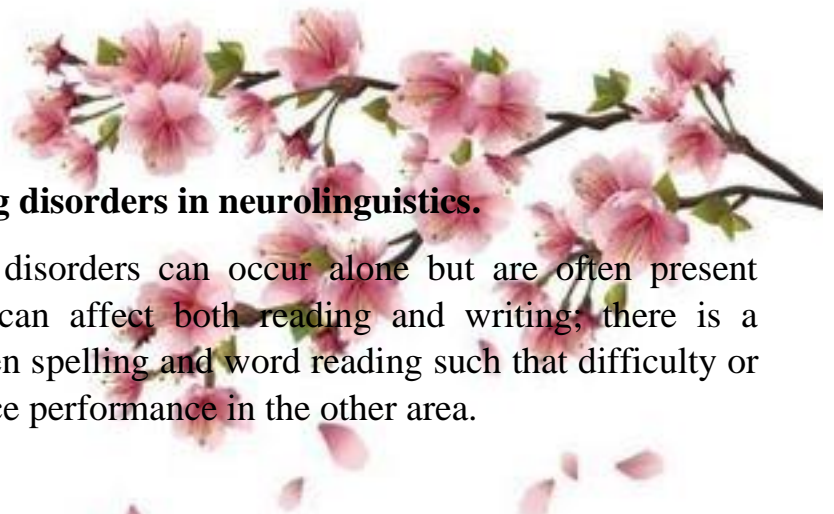 g disorders in neurolinguistics.
disorders can occur alone but are often present
can affect both reading and writing; there is a
en spelling and word reading such that difficulty or
ce performance in the other area.